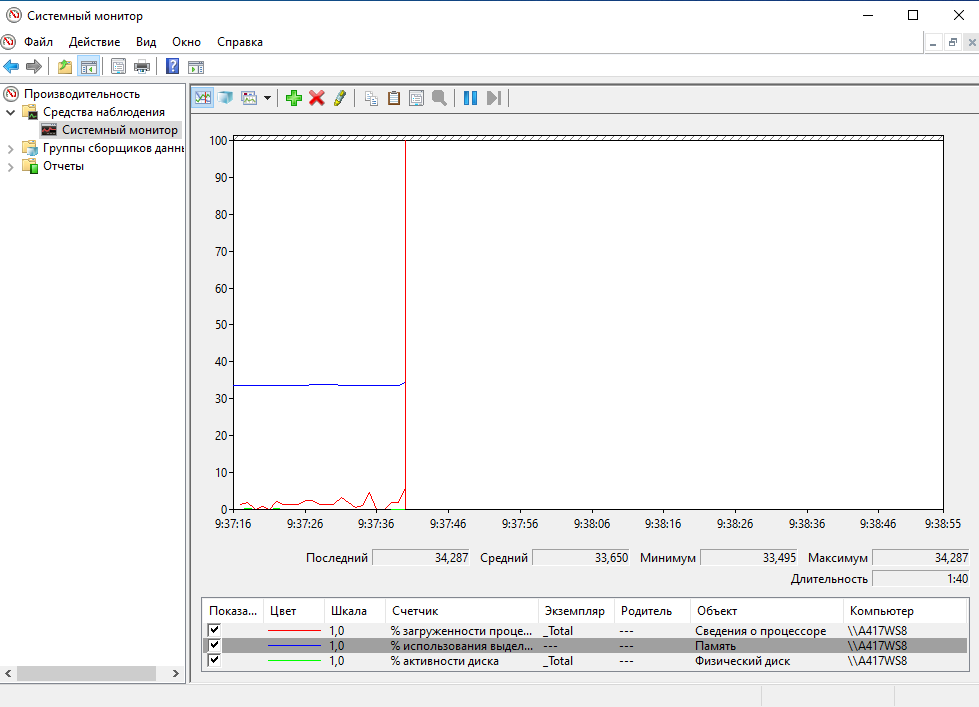 Системный монитор
Файл Действие Вид Окно Справка
Производительность
Средства наблюдения
Системный монитор
Группы сборщиков данн
Отчеты
100
90
80
70
60
50
40
30
20
10
0
9:37:16 9:37:26 9:37:36 9:37:46 9:37:56 9:38:06 9:38:16 9:38:26 9:38:36 9:38:46 9:38:55
Последний 34,287 Средний 33,650 Минимум 33,495 Максимум 34,287
Длительность 1:40
Показа... Цвет Шкала Счетчик Экземпляр Родитель Объект Компьютер
1,0 % загруженности проце... _Total --- Сведения о процессоре \\A417WS8
1,0 % использования выдел... --- --- Память \\A417WS8
1,0 % активности диска _Total --- Физический диск \\A417WS8